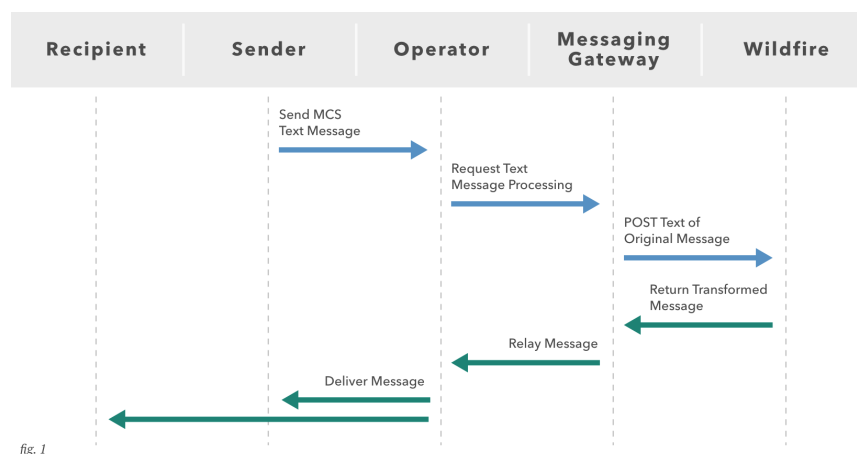 Recipient
Sender
Operator
Messaging
Gateway
Wildfire
Send MCS
Text Message
Request Text
Message Processing
POST Text of
Original Message
Return Transformed
Message
Relay Message
Deliver Message
fig. 1